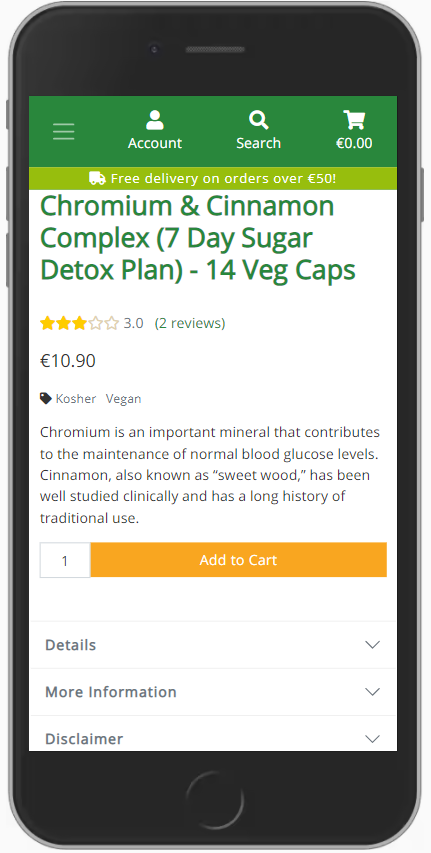 Account
Search
€0.00
Free delivery on orders over €50!
Chromium & Cinnamon
Complex (7 Day Sugar
Detox Plan) - 14 Veg Caps
3.0 (2 reviews)
€10.90
Kosher Vegan
Chromium is an important mineral that contributes
to the maintenance of normal blood glucose levels.
Cinnamon, also known as “sweet wood,” has been
well studied clinically and has a long history of
traditional use.
1 Add to Cart
Details
More Information
Disclaimer